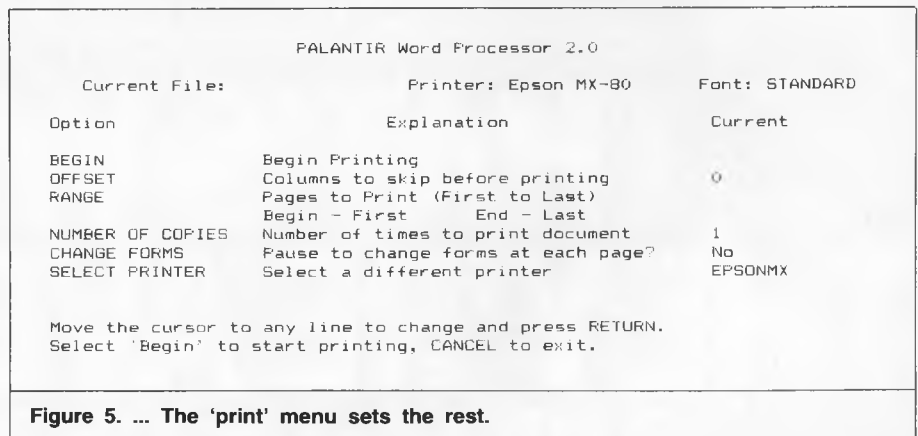 PALANTIR Word Processor 2.0
Current File: Printer: Epson MX-80 Font: STANDARD
Option Explanation Current
BEGIN Begin Printing
OFFSET Columns to skip before printing 0
RANGE Pages to Print (First to Last)
Begin - First End - Last
NUMBER OF COPIES Number of times to print document 1
CHANGE FORMS Pause to change forms at each page? No
SELECT PRINTER Select a different printer EPSONMX
Move the cursor to any line to change and press RETURN.
Select 'Begin' to start printing, CANCEL to exit.
Figure 5. ... The 'print' menu sets the rest.